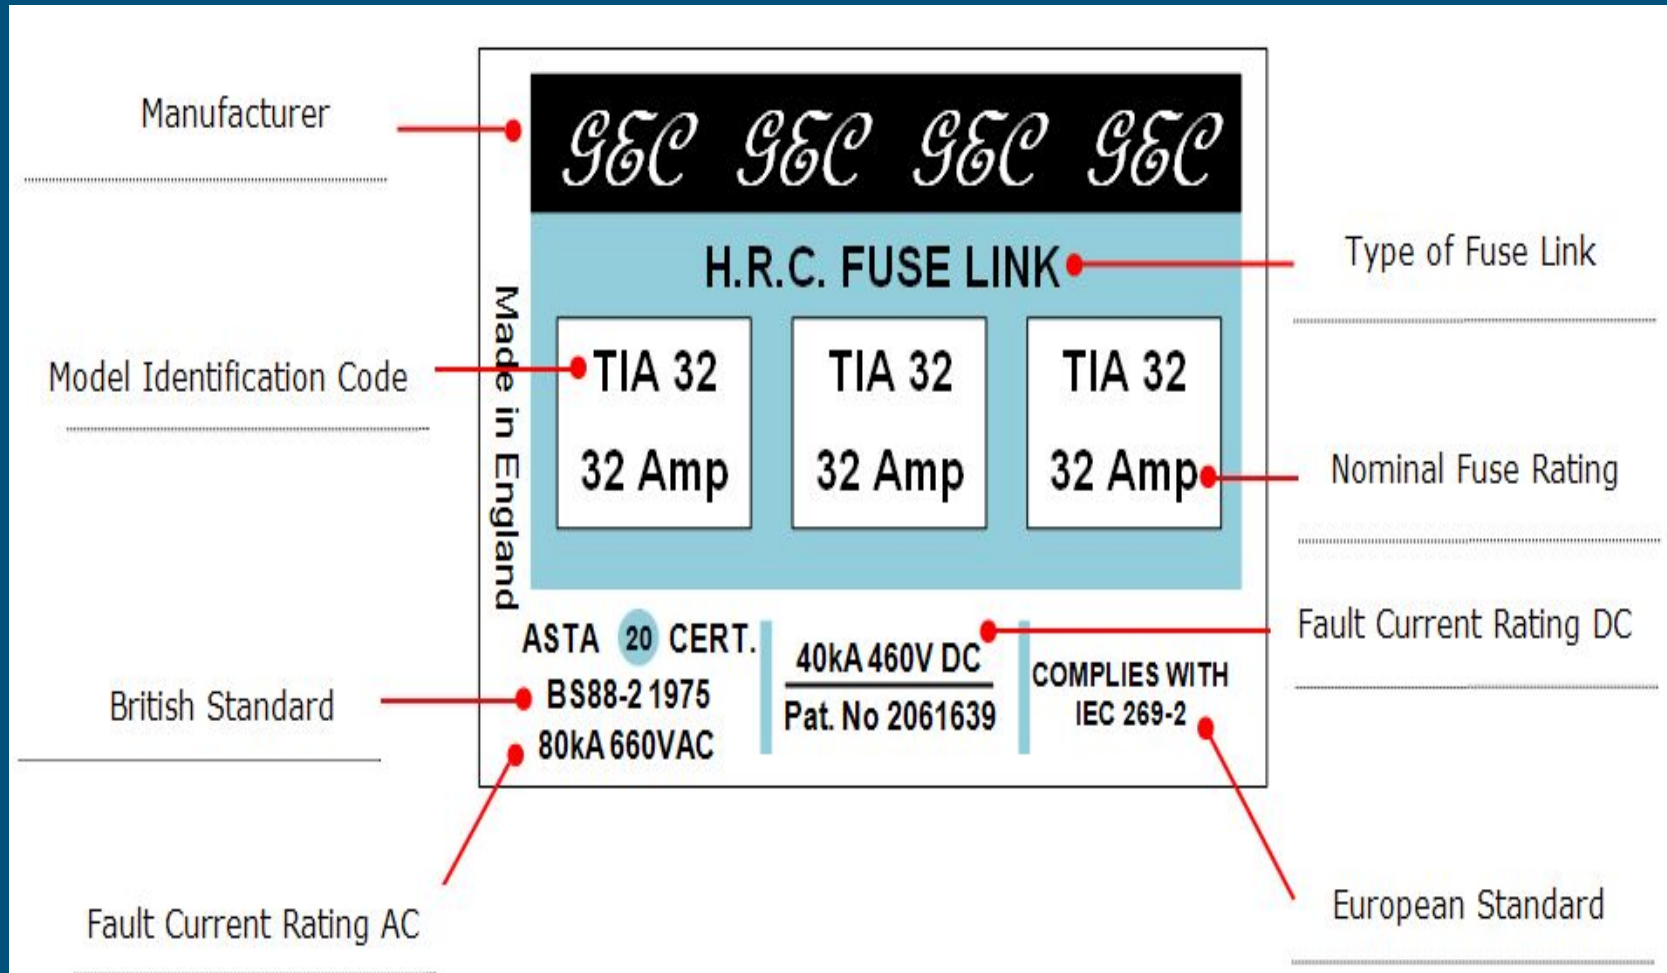 Manufacturer
GEC GEC GEC GEC
H.R.C. FUSE LINK
Type of Fuse Link
Made in England
Model Identification Code
TIA 32 TIA 32 TIA 32
32 Amp 32 Amp 32 Amp
Nominal Fuse Rating
Fault Current Rating DC
ASTA 20 CERT.
BS88-2 1975
80kA 660VAC
40kA 460V DC
Pat. No 2061639
COMPLIES WITH
IEC 269-2
British Standard
Fault Current Rating AC
European Standard